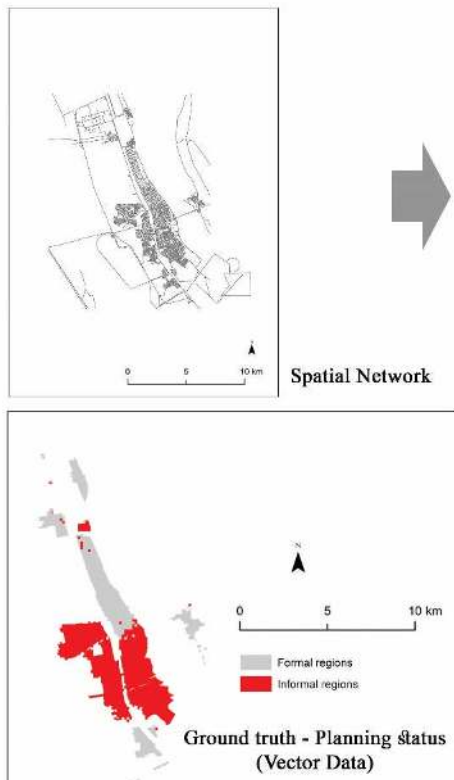 0 5 10 km
Spatial Network
N
0 5 10 km
Formal regions
Informal regions
Ground truth - Planning status
(Vector Data)